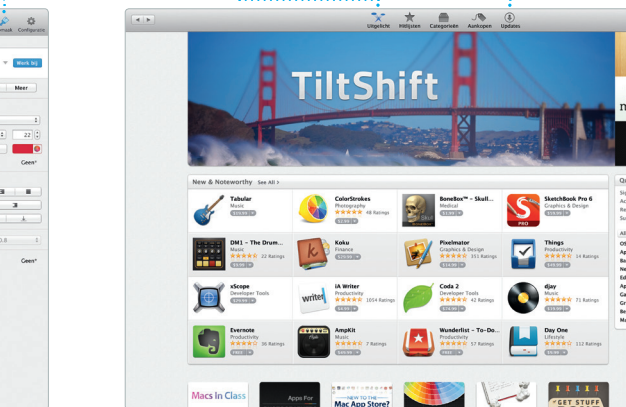 Configuratie
Werk bij
Meer
22
Geen
Geen
Uitgelicht
Hitlijsten
Categorieën
Aankopen
Updates
TiltShift
New & Noteworthy See All >
Tabular
Music
ColorStrokes
Photography
48 Ratings
BoneBox™ – Skull...
Medical
SketchBook Pro 6
Graphics & Design
PRO
DM1 – The Drum...
Music
22 Ratings
Koku
Finance
Pixelmator
Graphics & Design
353 Ratings
Things
Productivity
14 Ratings
xScope
Developer Tools
writer
iA Writer
Productivity
1014 Ratings
Coda 2
Developer Tools
42 Ratings
djay
Music
71 Ratings
Evernote
Productivity
36 Ratings
FREE
AmpKit
Music
7 Ratings
Wunderlist – To-Do...
Productivity
57 Ratings
FREE
Day One
Lifestyle
112 Ratings
Macs In Class
Apps For
NEW TO THE
Mac App Store?
GET STUFF